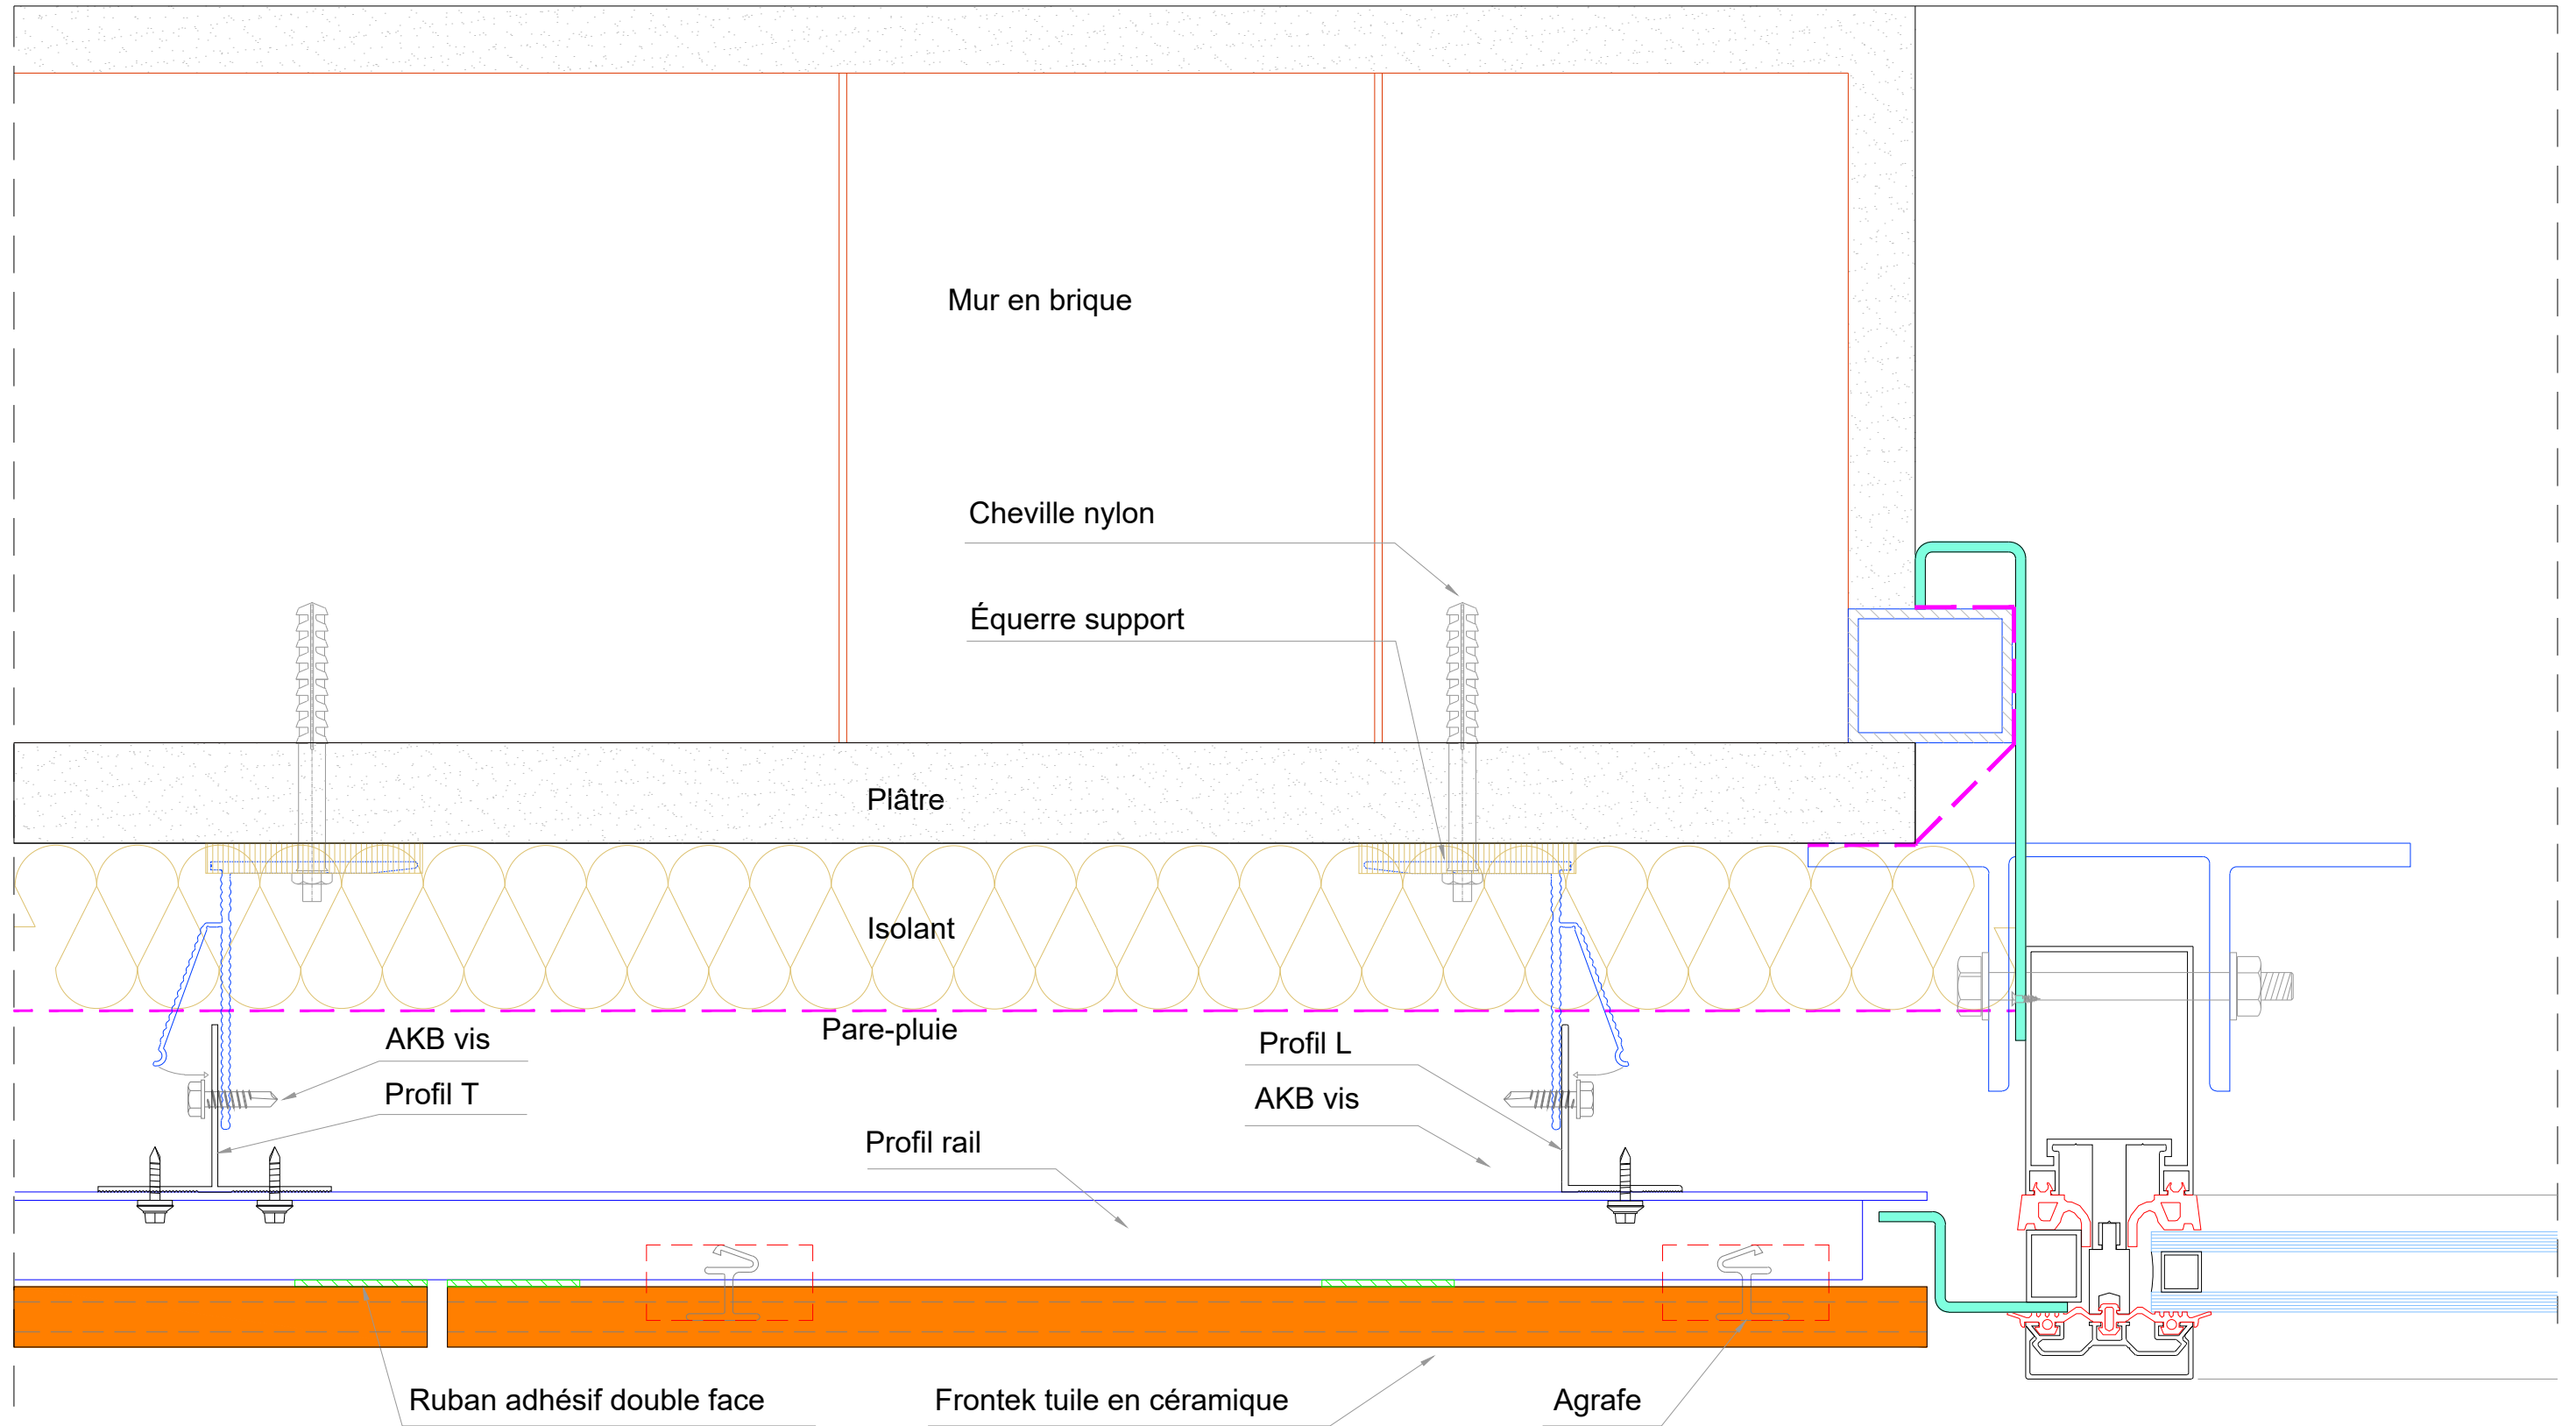 Mur en brique
Cheville nylon
Équerre support
Plâtre
Isolant
Pare-pluie
AKB vis
Profil L
Profil T
AKB vis
Profil rail
Ruban adhésif double face
Frontek tuile en céramique
Agrafe